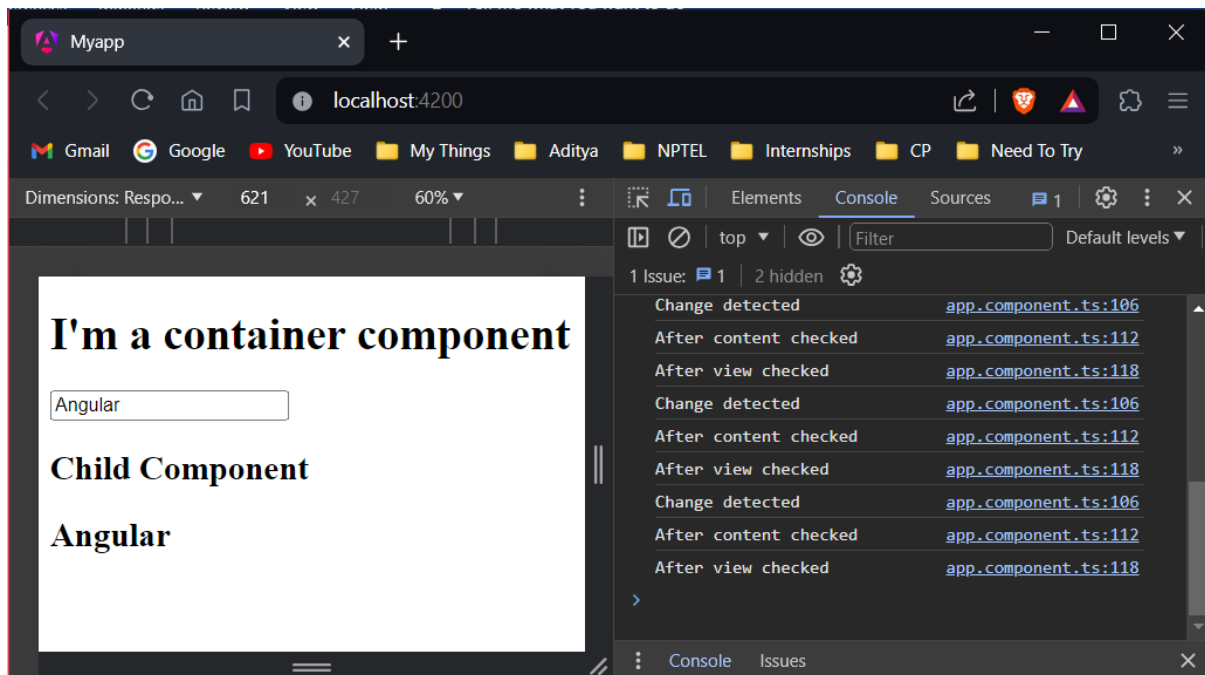 Myapp
localhost:4200
Gmail Google YouTube My Things Aditya NPTEL Internships CP Need To Try »
Dimensions: Respo... ▼ 621 × 427 60% ▼
Elements Console Sources 1
top ▼ Filter Default levels ▼
1 Issue: 1 2 hidden
I'm a container component
Angular
Child Component
Angular
Change detected app.component.ts:106
After content checked app.component.ts:112
After view checked app.component.ts:118
Change detected app.component.ts:106
After content checked app.component.ts:112
After view checked app.component.ts:118
Change detected app.component.ts:106
After content checked app.component.ts:112
After view checked app.component.ts:118
Console Issues